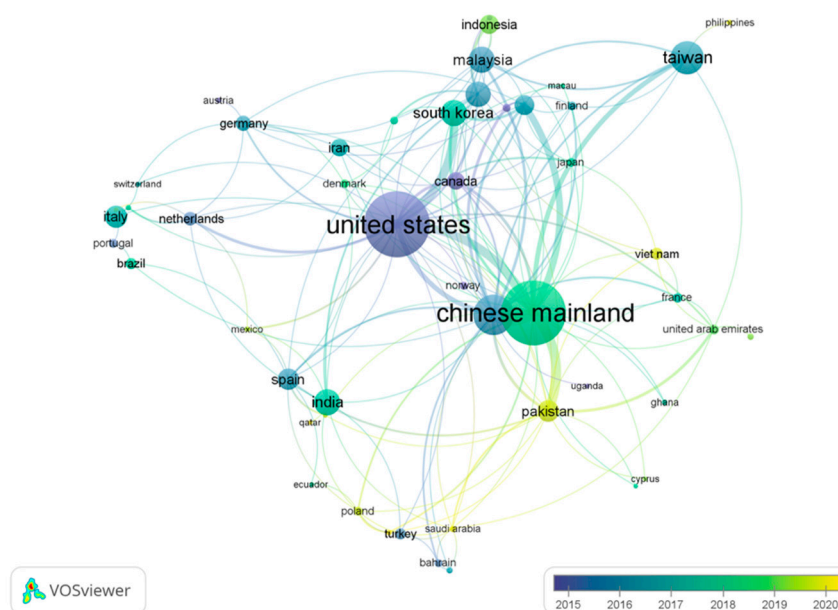 indonesia
philippines
malaysia
taiwan
macau
austria
finland
south korea
germany
iran
japan
denmark
canada
switzerland
italy
netherlands
united states
portugal
viet nam
brazil
norway
france
chinese mainland
mexico
united arab emirates
spain
uganda
india
pakistan
ghana
qatar
ecuador
cyprus
poland
saudi arabia
turkey
bahrain
VOSviewer
2015 2016 2017 2018 2019 2020